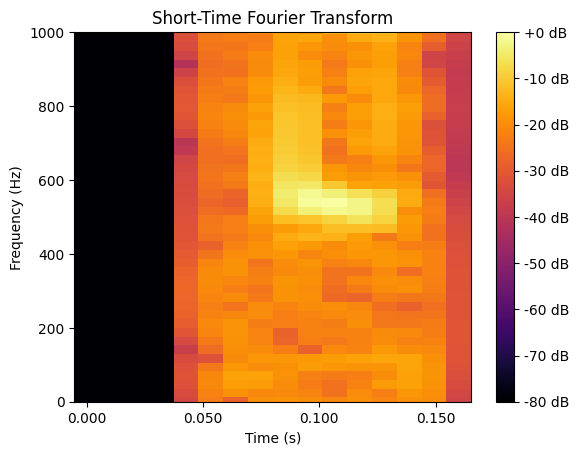 Short-Time Fourier Transform
1000
800
600
400
200
0
Frequency (Hz)
0.000
0.050
0.100
0.150
Time (s)
+0 dB
-10 dB
-20 dB
-30 dB
-40 dB
-50 dB
-60 dB
-70 dB
-80 dB